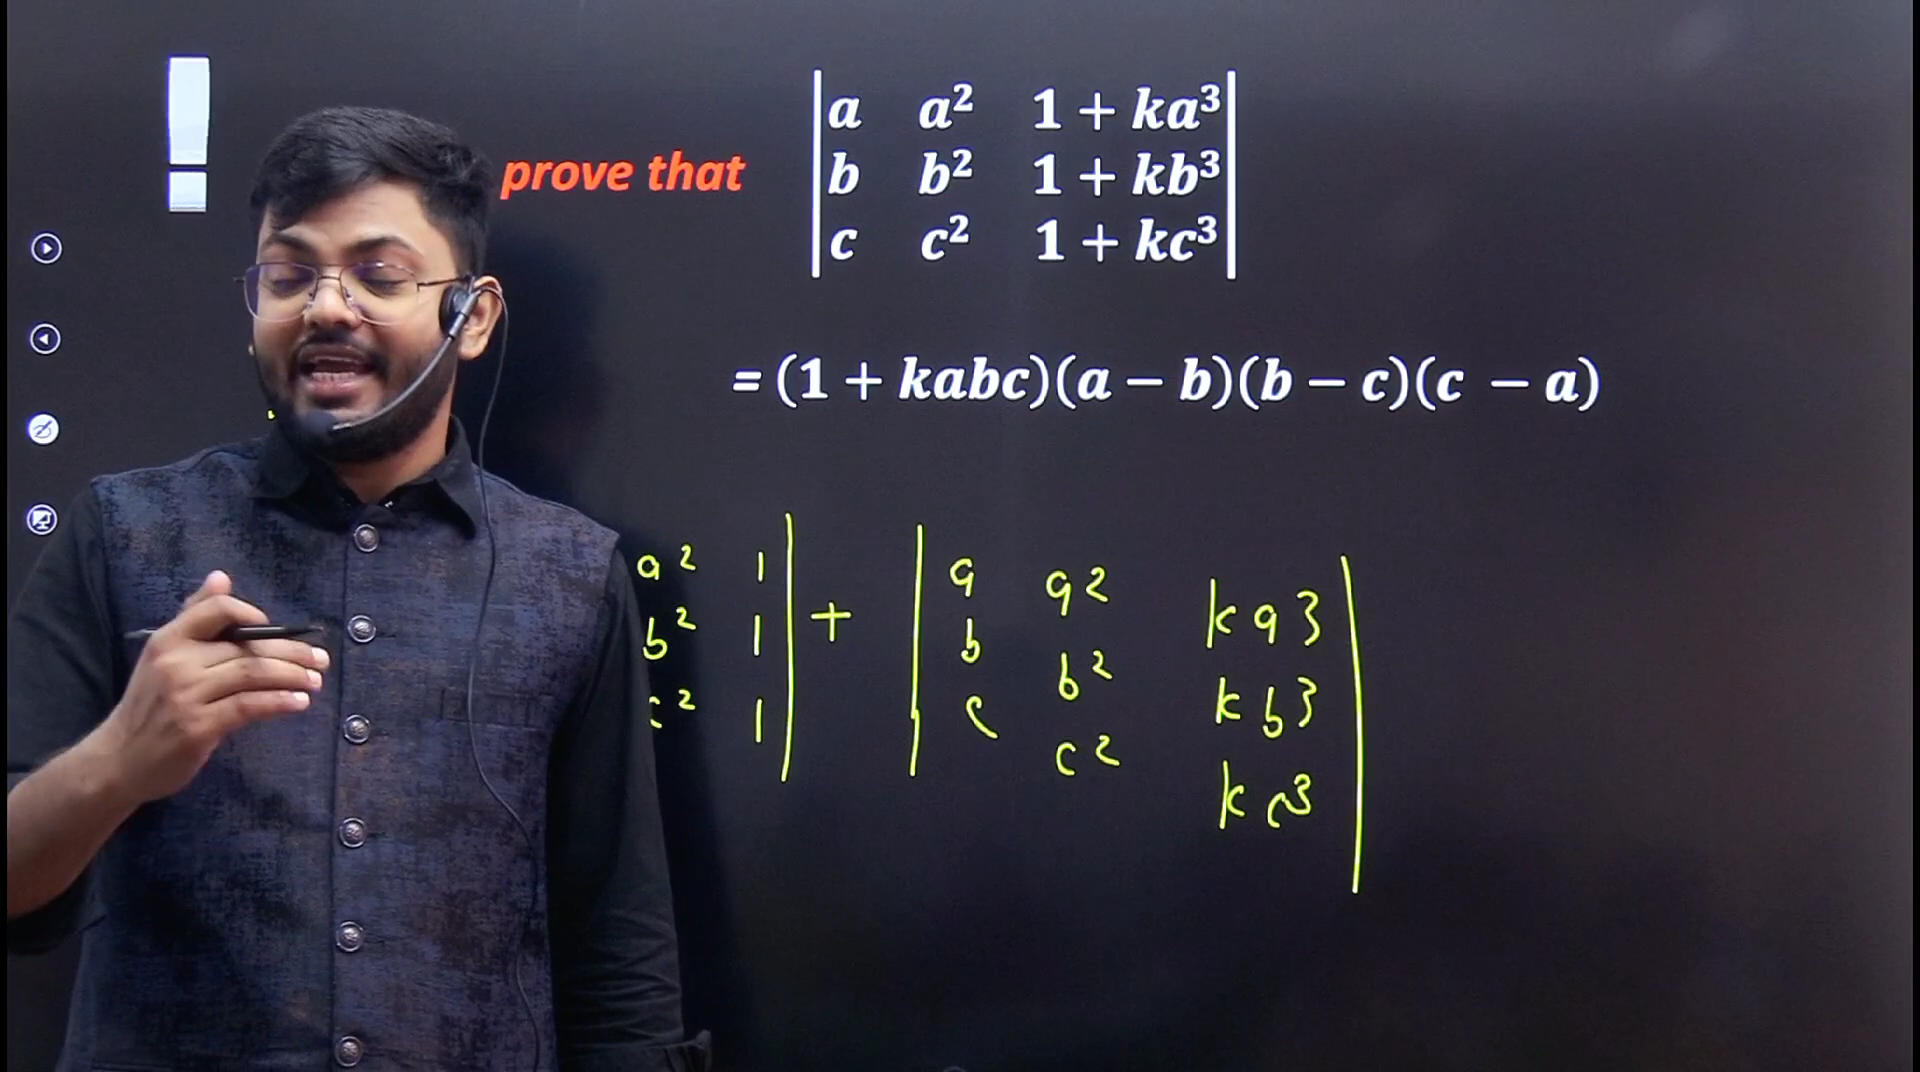 prove that
a a² 1 + ka³
b b² 1 + kb³
c c² 1 + kc³
= (1 + kabc)(a − b)(b − c)(c − a)
a² 1 + a a² ka³
b² 1 b b² kb³
c² 1 c c² kc³